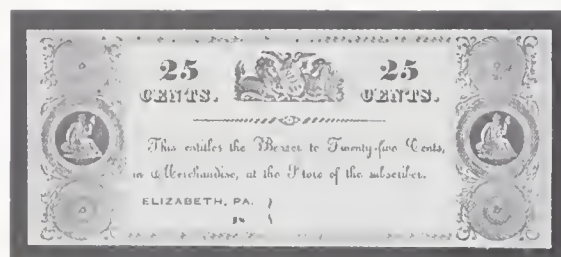 25 25
CENTS. CENTS.
This entitles the Bearer to Twenty-five Cents,
in Merchandise, at the Store of the subscriber.
ELIZABETH, PA. }
18